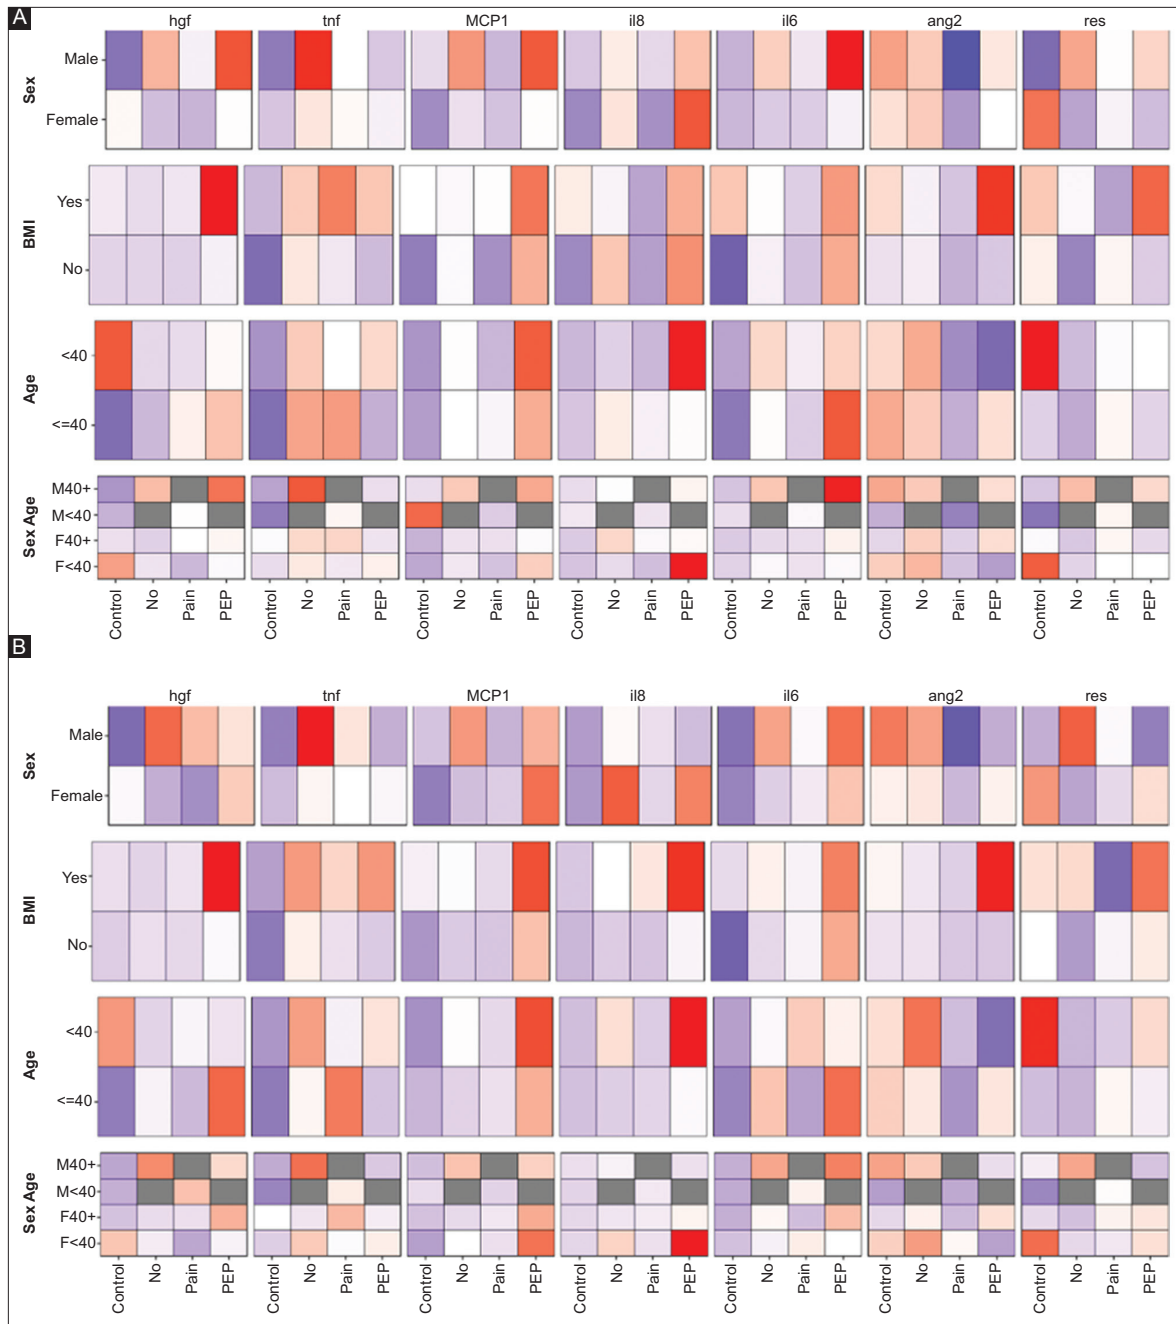 A
hgf tnf MCP1 il8 il6 ang2 res
Sex
Male
Female
BMI
Yes
No
Age
<40
<=40
Sex Age
M40+
M<40
F40+
F<40
Control No Pain PEP Control No Pain PEP Control No Pain PEP Control No Pain PEP Control No Pain PEP Control No Pain PEP Control No Pain PEP
B
hgf tnf MCP1 il8 il6 ang2 res
Sex
Male
Female
BMI
Yes
No
Age
<40
<=40
Sex Age
M40+
M<40
F40+
F<40
Control No Pain PEP Control No Pain PEP Control No Pain PEP Control No Pain PEP Control No Pain PEP Control No Pain PEP Control No Pain PEP